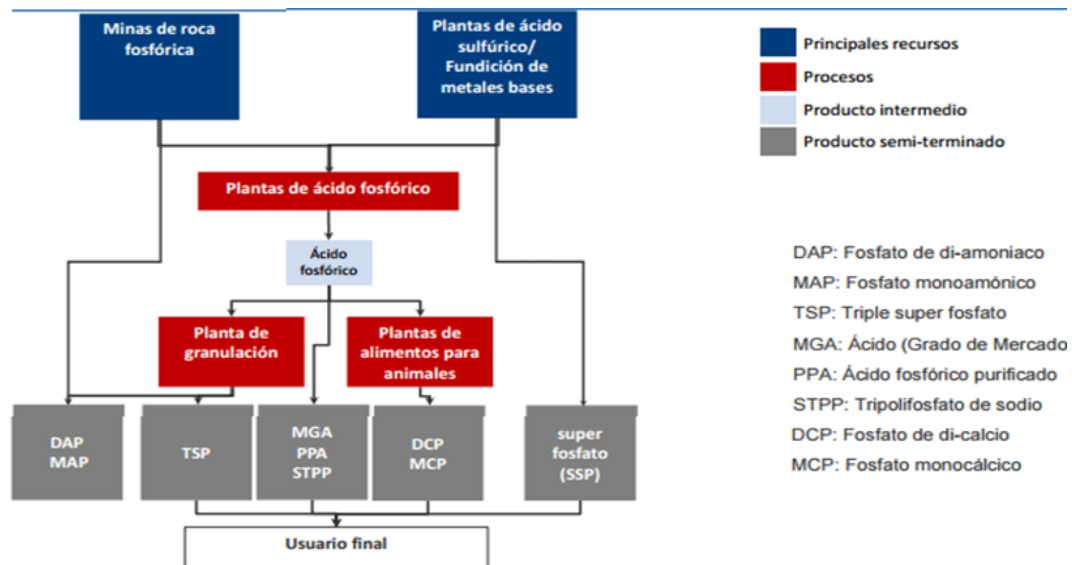 Minas de roca
fosfórica
Plantas de ácido
sulfúrico/
Fundición de
metales bases
Principales recursos
Procesos
Producto intermedio
Producto semi-terminado
Plantas de ácido fosfórico
Ácido
fosfórico
Planta de
granulación
Plantas de
alimentos para
animales
DAP
MAP
TSP
MGA
PPA
STPP
DCP
MCP
super
fosfato
(SSP)
Usuario final
DAP: Fosfato de di-amoniaco
MAP: Fosfato monoamónico
TSP: Triple super fosfato
MGA: Ácido (Grado de Mercado
PPA: Ácido fosfórico purificado
STPP: Tripolifosfato de sodio
DCP: Fosfato de di-calcio
MCP: Fosfato monocálcico